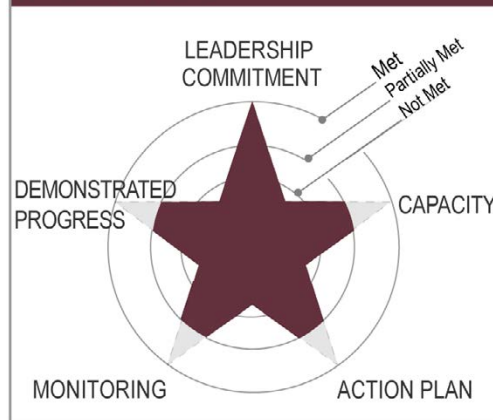 LEADERSHIP
COMMITMENT
Met
Partially Met
Not Met
DEMONSTRATED
PROGRESS
CAPACITY
MONITORING
ACTION PLAN